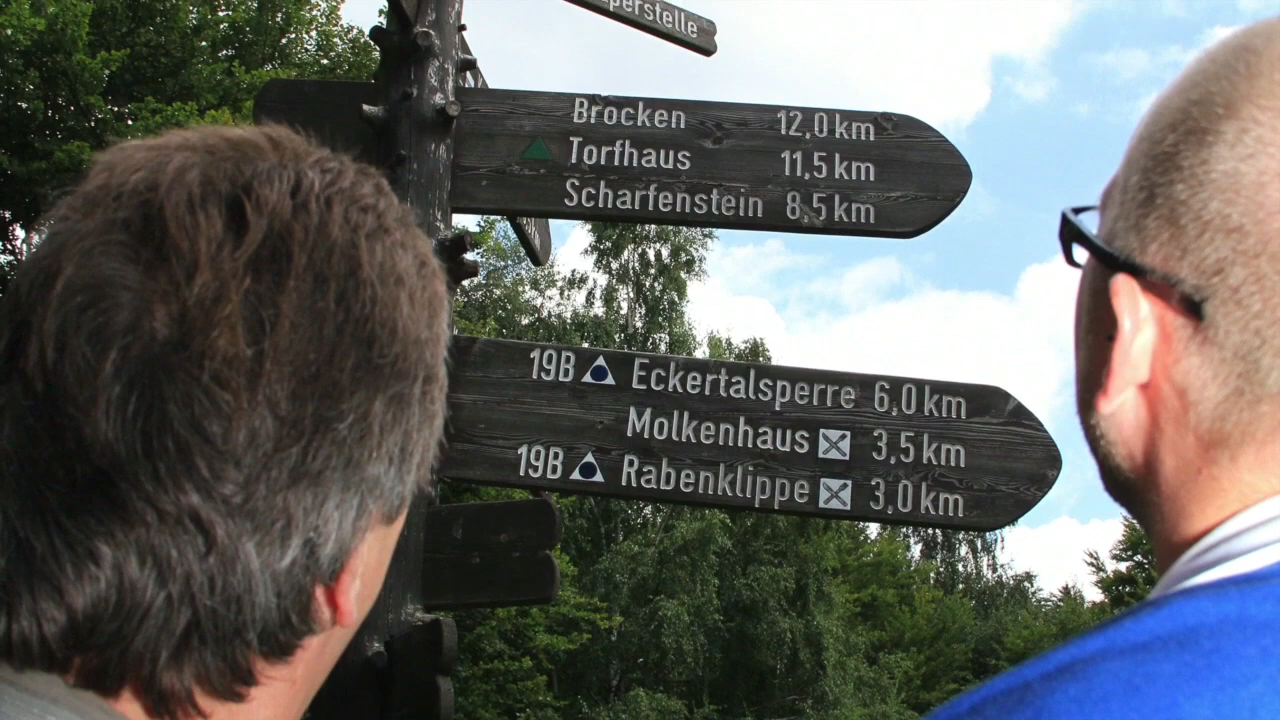 Brocken 12,0 km
Torfhaus 11,5 km
Scharfenstein 8,5 km
19B Eckertalsperre 6,0 km
Molkenhaus 3,5 km
19B Rabenklippe 3,0 km